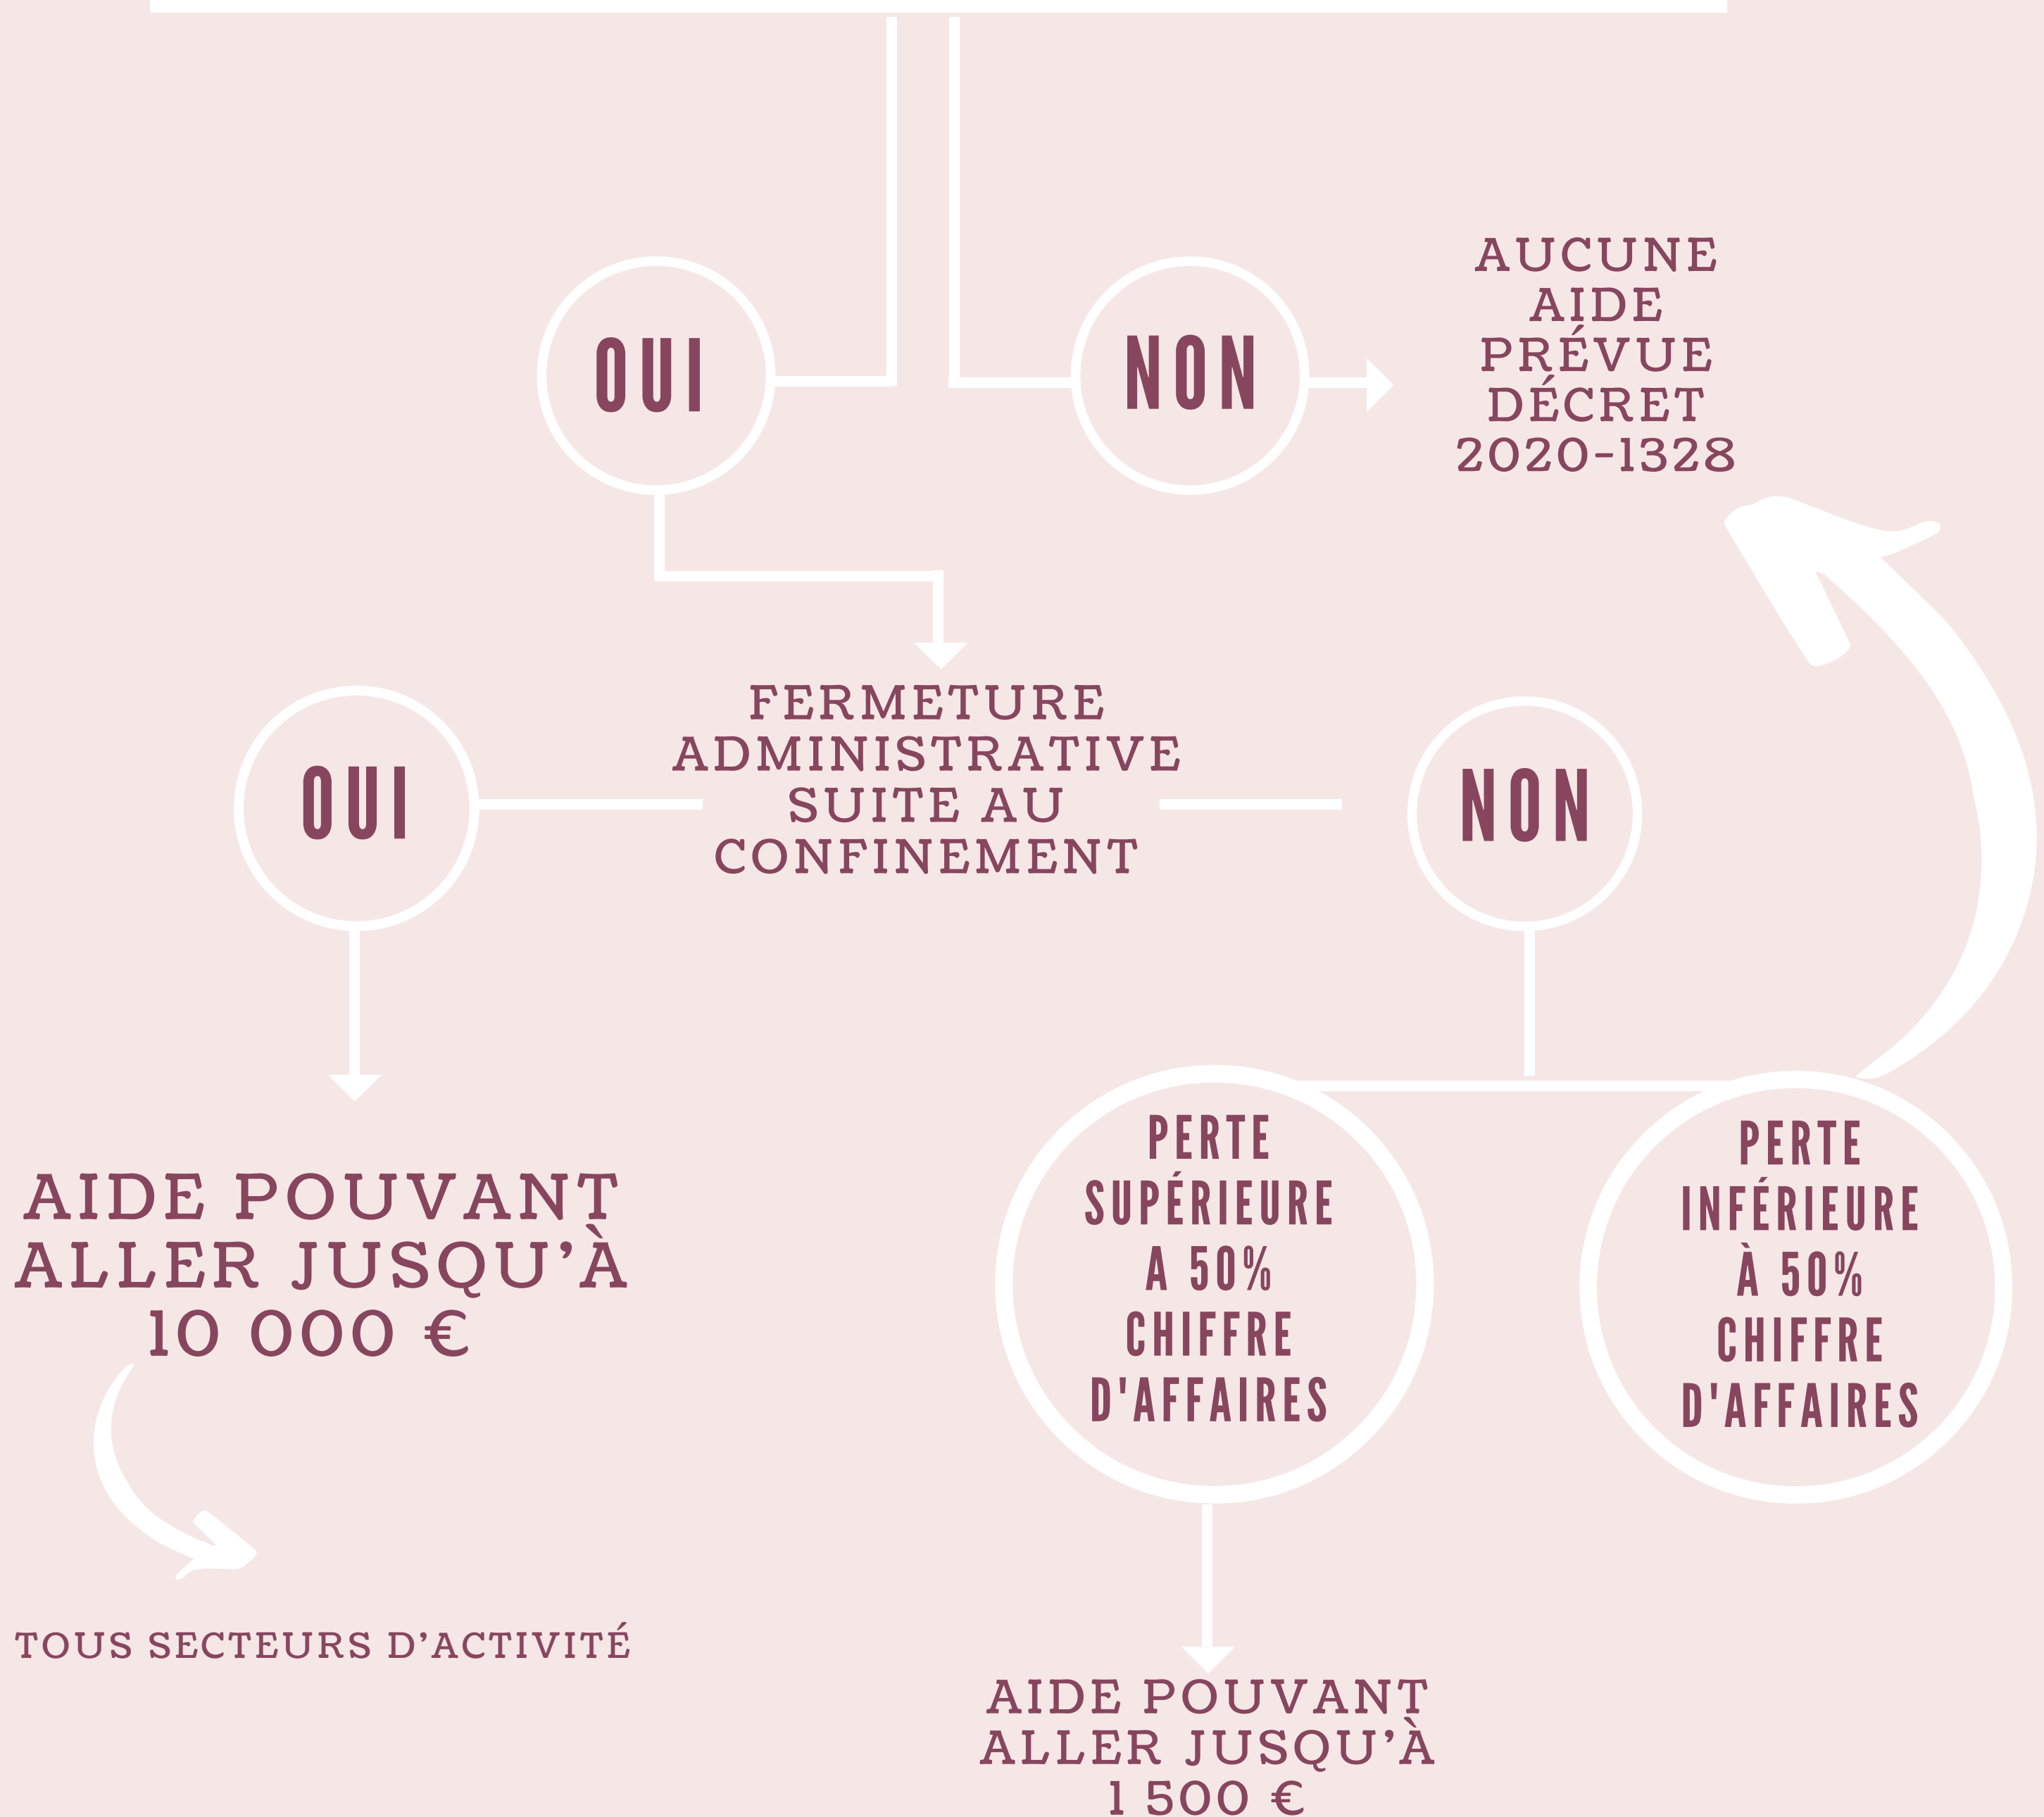 OUI
NON
AUCUNE
AIDE
PRÉVUE
DÉCRET
2020-1328
FERMETURE
ADMINISTRATIVE
SUITE AU
CONFINEMENT
OUI
NON
AIDE POUVANT
ALLER JUSQU'À
10 000 €
TOUS SECTEURS D'ACTIVITÉ
PERTE
SUPÉRIEURE
A 50%
CHIFFRE
D'AFFAIRES
PERTE
INFÉRIEURE
À 50%
CHIFFRE
D'AFFAIRES
AIDE POUVANT
ALLER JUSQU'À
1 500 €